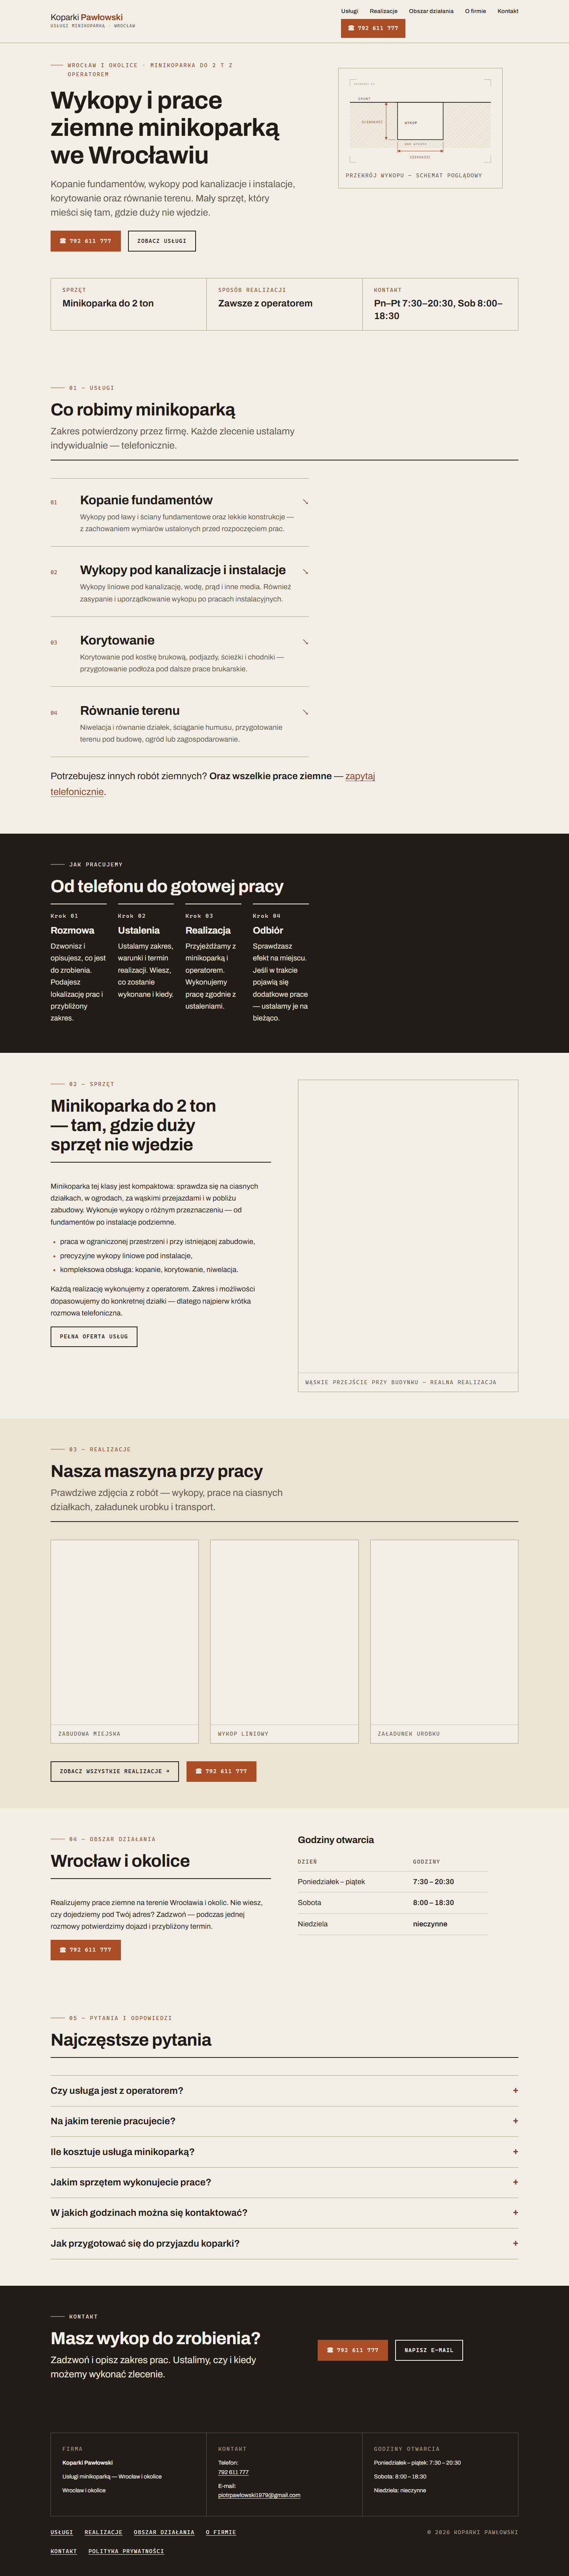 Koparki Pawłowski
USŁUGI MINIKOPARKĄ · WROCŁAW
Usługi Realizacje Obszar działania O firmie Kontakt
☎ 792 611 777
WROCŁAW I OKOLICE · MINIKOPARKA DO 2 T Z
OPERATOREM
Wykopy i prace
ziemne minikoparką
we Wrocławiu
Kopanie fundamentów, wykopy pod kanalizacje i instalacje,
korytowanie oraz równanie terenu. Mały sprzęt, który
mieści się tam, gdzie duży nie wjedzie.
☎ 792 611 777
ZOBACZ USŁUGI
GRUNT
GŁĘBOKOŚĆ
WYKOP
SZEROKOŚĆ
PRZEKRÓJ WYKOPU — SCHEMAT POGLĄDOWY
SPRZĘT
Minikoparka do 2 ton
SPOSÓB REALIZACJI
Zawsze z operatorem
KONTAKT
Pn–Pt 7:30–20:30, Sob 8:00–
18:30
01 — USŁUGI
Co robimy minikoparką
Zakres potwierdzony przez firmę. Każde zlecenie ustalamy
indywidualnie — telefonicznie.
01
Kopanie fundamentów
Wykopy pod ławy i ściany fundamentowe oraz lekkie konstrukcje —
z zachowaniem wymiarów ustalonych przed rozpoczęciem prac.
02
Wykopy pod kanalizacje i instalacje
Wykopy liniowe pod kanalizację, wodę, prąd i inne media. Również
zasypanie i uporządkowanie wykopu po pracach instalacyjnych.
03
Korytowanie
Korytowanie pod kostkę brukową, podjazdy, ścieżki i chodniki —
przygotowanie podłoża pod dalsze prace brukarskie.
04
Równanie terenu
Niwelacja i równanie działek, ściąganie humusu, przygotowanie
terenu pod budowę, ogród lub zagospodarowanie.
Potrzebujesz innych robót ziemnych? Oraz wszelkie prace ziemne — zapytaj
telefonicznie.
JAK PRACUJEMY
Od telefonu do gotowej pracy
Krok 01
Rozmowa
Dzwonisz i
opisujesz, co jest
do zrobienia.
Podajesz
lokalizację prac i
przybliżony
zakres.
Krok 02
Ustalenia
Ustalamy zakres,
warunki i termin
realizacji. Wiesz,
co zostanie
wykonane i kiedy.
Krok 03
Realizacja
Przyjeżdżamy z
minikoparką i
operatorem.
Wykonujemy
pracę zgodnie z
ustaleniami.
Krok 04
Odbiór
Sprawdzasz
efekt na miejscu.
Jeśli w trakcie
pojawią się
dodatkowe prace
— ustalamy je na
bieżąco.
02 — SPRZĘT
Minikoparka do 2 ton
— tam, gdzie duży
sprzęt nie wjedzie
Minikoparka tej klasy jest kompaktowa: sprawdza się na ciasnych
działkach, w ogrodach, za wąskimi przejazdami i w pobliżu
zabudowy. Wykonuje wykopy o różnym przeznaczeniu — od
fundamentów po instalacje podziemne.
praca w ograniczonej przestrzeni i przy istniejącej zabudowie,
precyzyjne wykopy liniowe pod instalacje,
kompleksowa obsługa: kopanie, korytowanie, niwelacja.
Każdą realizację wykonujemy z operatorem. Zakres i możliwości
dopasowujemy do konkretnej działki — dlatego najpierw krótka
rozmowa telefoniczna.
PEŁNA OFERTA USŁUG
WĄSKIE PRZEJŚCIE PRZY BUDYNKU — REALNA REALIZACJA
03 — REALIZACJE
Nasza maszyna przy pracy
Prawdziwe zdjęcia z robót — wykopy, prace na ciasnych
działkach, załadunek urobku i transport.
ZABUDOWA MIEJSKA
WYKOP LINIOWY
ZAŁADUNEK UROBKU
ZOBACZ WSZYSTKIE REALIZACJE →
☎ 792 611 777
04 — OBSZAR DZIAŁANIA
Wrocław i okolice
Realizujemy prace ziemne na terenie Wrocławia i okolic. Nie wiesz,
czy dojedziemy pod Twój adres? Zadzwoń — podczas jednej
rozmowy potwierdzimy dojazd i przybliżony termin.
☎ 792 611 777
Godziny otwarcia
DZIEŃ GODZINY
Poniedziałek – piątek 7:30 – 20:30
Sobota 8:00 – 18:30
Niedziela nieczynne
05 — PYTANIA I ODPOWIEDZI
Najczęstsze pytania
Czy usługa jest z operatorem? +
Na jakim terenie pracujecie? +
Ile kosztuje usługa minikoparką? +
Jakim sprzętem wykonujecie prace? +
W jakich godzinach można się kontaktować? +
Jak przygotować się do przyjazdu koparki? +
KONTAKT
Masz wykop do zrobienia?
Zadzwoń i opisz zakres prac. Ustalimy, czy i kiedy
możemy wykonać zlecenie.
☎ 792 611 777
NAPISZ E-MAIL
FIRMA
Koparki Pawłowski
Usługi minikoparką — Wrocław i okolice
Wrocław i okolice
KONTAKT
Telefon:
792 611 777
E-mail:
piotrpawlowski1979@gmail.com
GODZINY OTWARCIA
Poniedziałek – piątek: 7:30 – 20:30
Sobota: 8:00 – 18:30
Niedziela: nieczynne
USŁUGI REALIZACJE OBSZAR DZIAŁANIA O FIRMIE
KONTAKT POLITYKA PRYWATNOŚCI
© 2026 KOPARKI PAWŁOWSKI